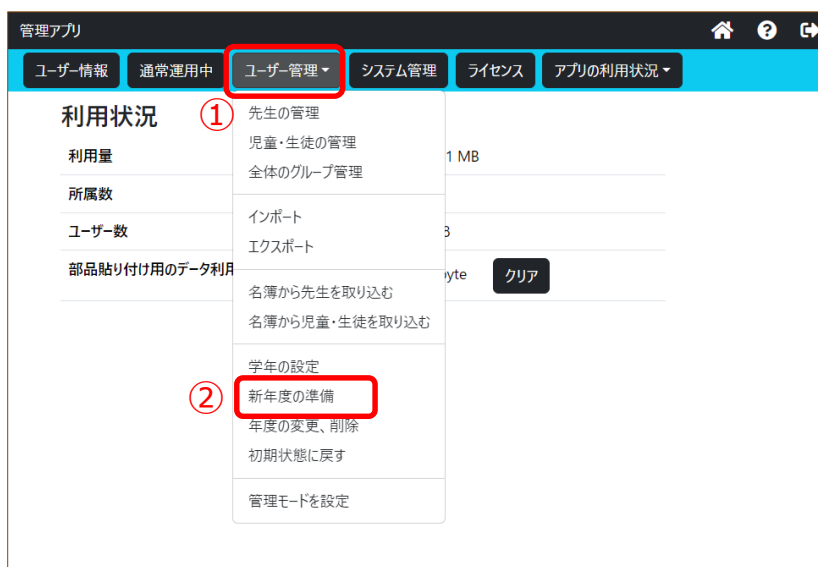 管理アプリ
ユーザー情報 通常運用中 ユーザー管理 システム管理 ライセンス アプリの利用状況
利用状況
① 先生の管理
児童・生徒の管理
利用量 1 MB
全体のグループ管理
所属数
インポート
ユーザー数
エクスポート
部品貼り付け用のデータ利用 yte クリア
名簿から先生を取り込む
名簿から児童・生徒を取り込む
学年の設定
② 新年度の準備
年度の変更、削除
初期状態に戻す
管理モードを設定